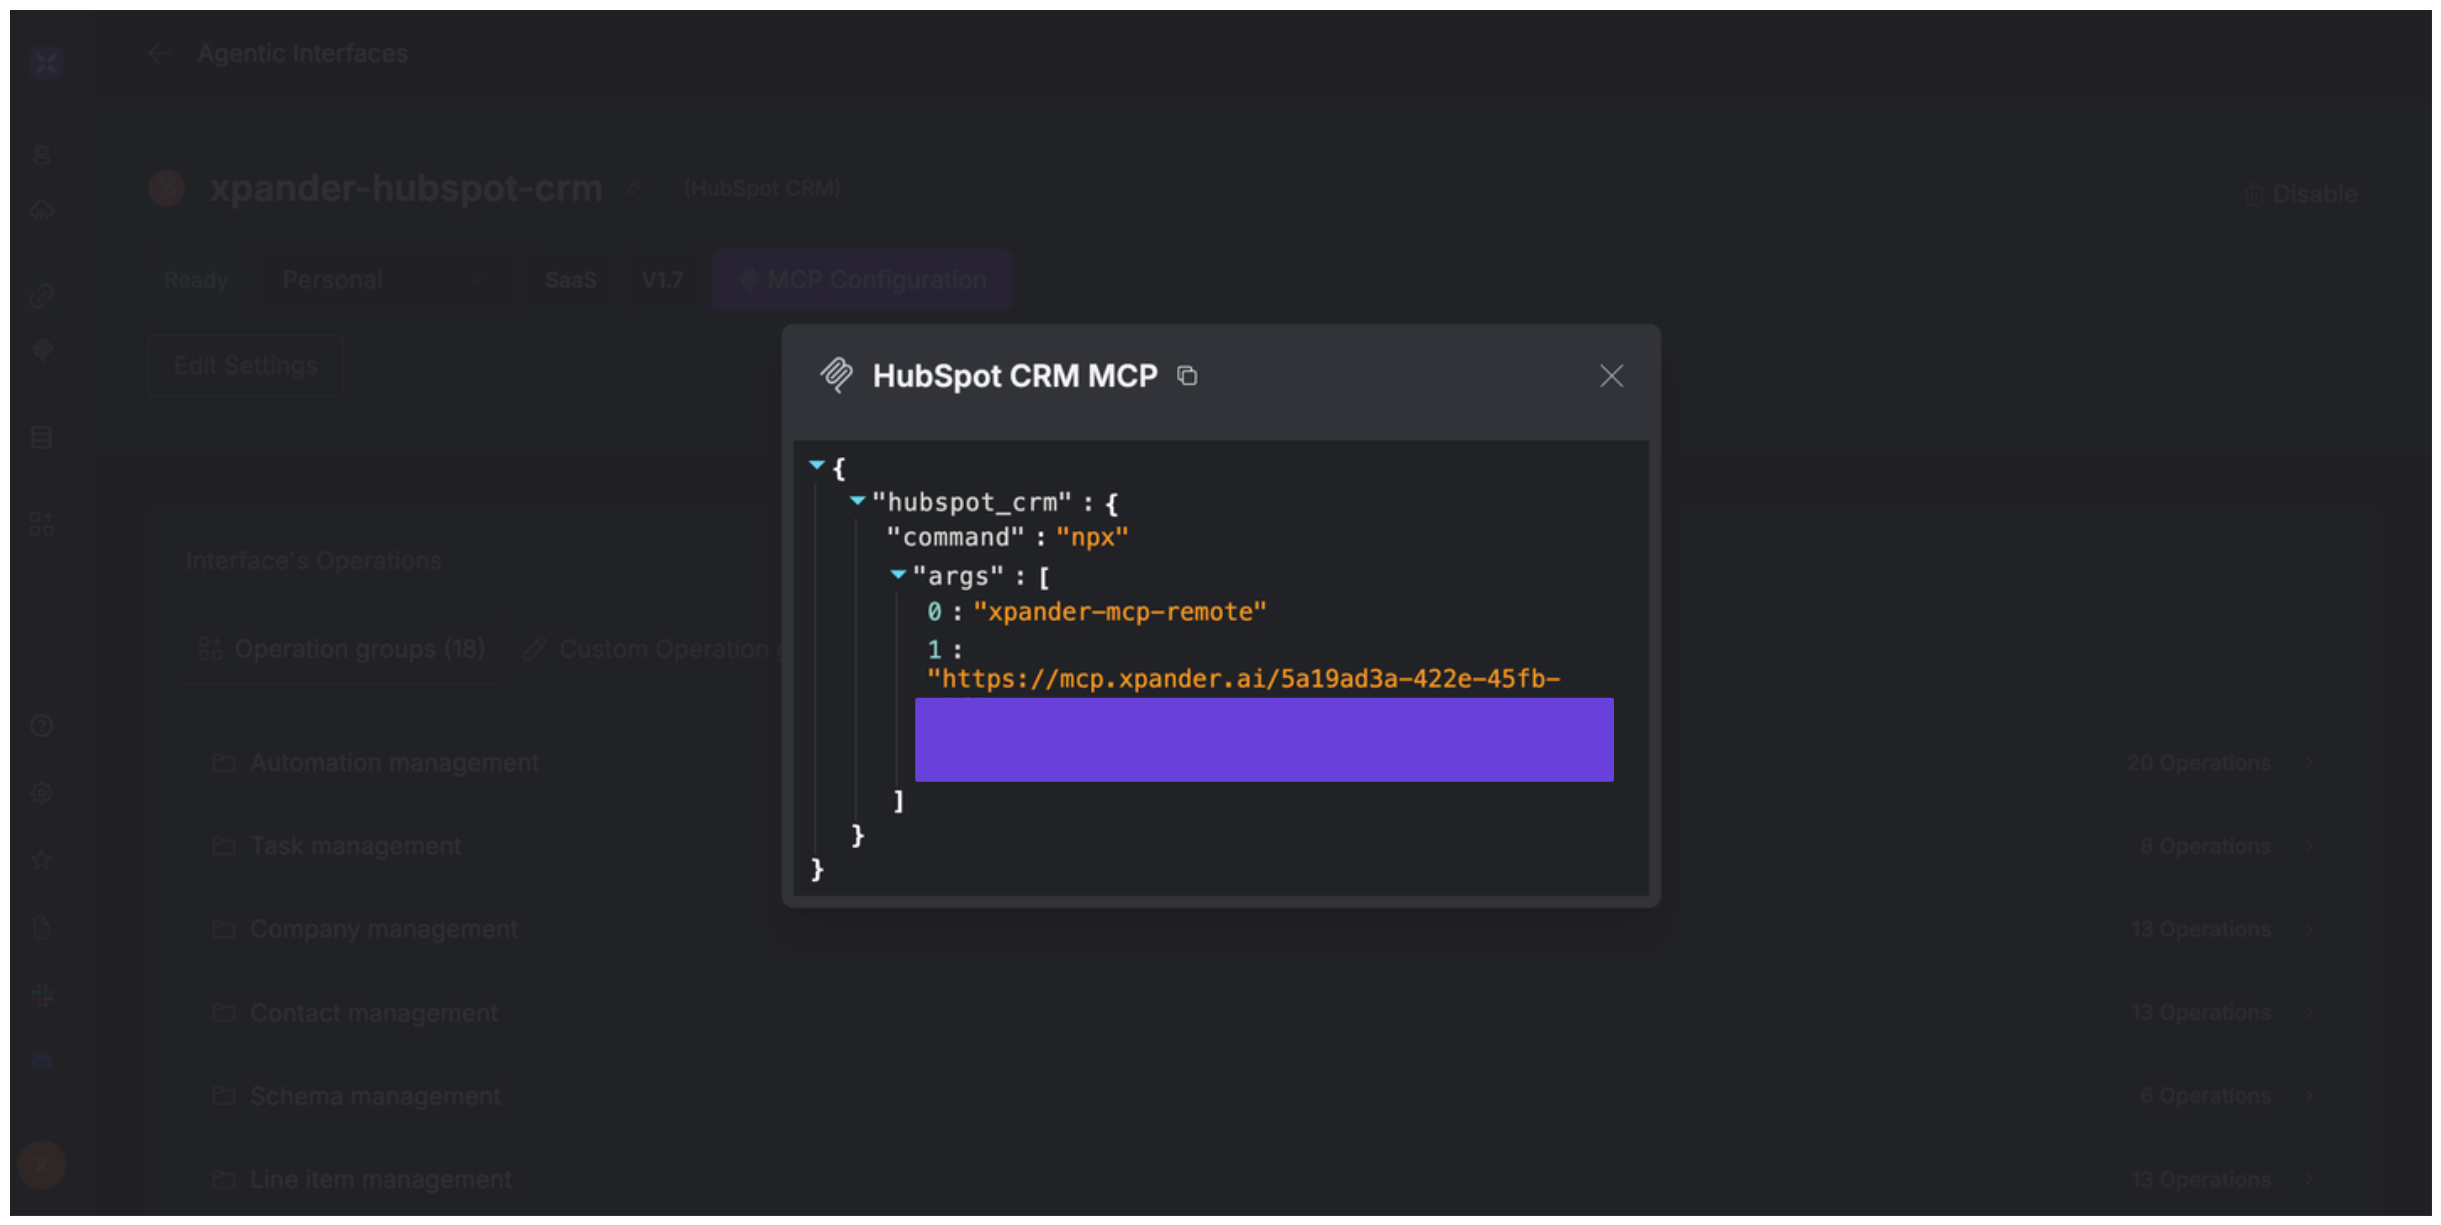 Agentic Interfaces
xpander-hubspot-crm (HubSpot CRM)
Disable
Ready Personal SaaS V1.7 MCP Configuration
Edit Settings
HubSpot CRM MCP
{
"hubspot_crm" : {
"command" : "npx"
"args" : [
0 : "xpander-mcp-remote"
1 :
"https://mcp.xpander.ai/5a19ad3a-422e-45fb-
]
}
}
Interface's Operations
Operation groups (18) Custom Operation
Automation management 20 Operations
Task management 8 Operations
Company management 13 Operations
Contact management 13 Operations
Schema management 6 Operations
X
Line item management 13 Operations